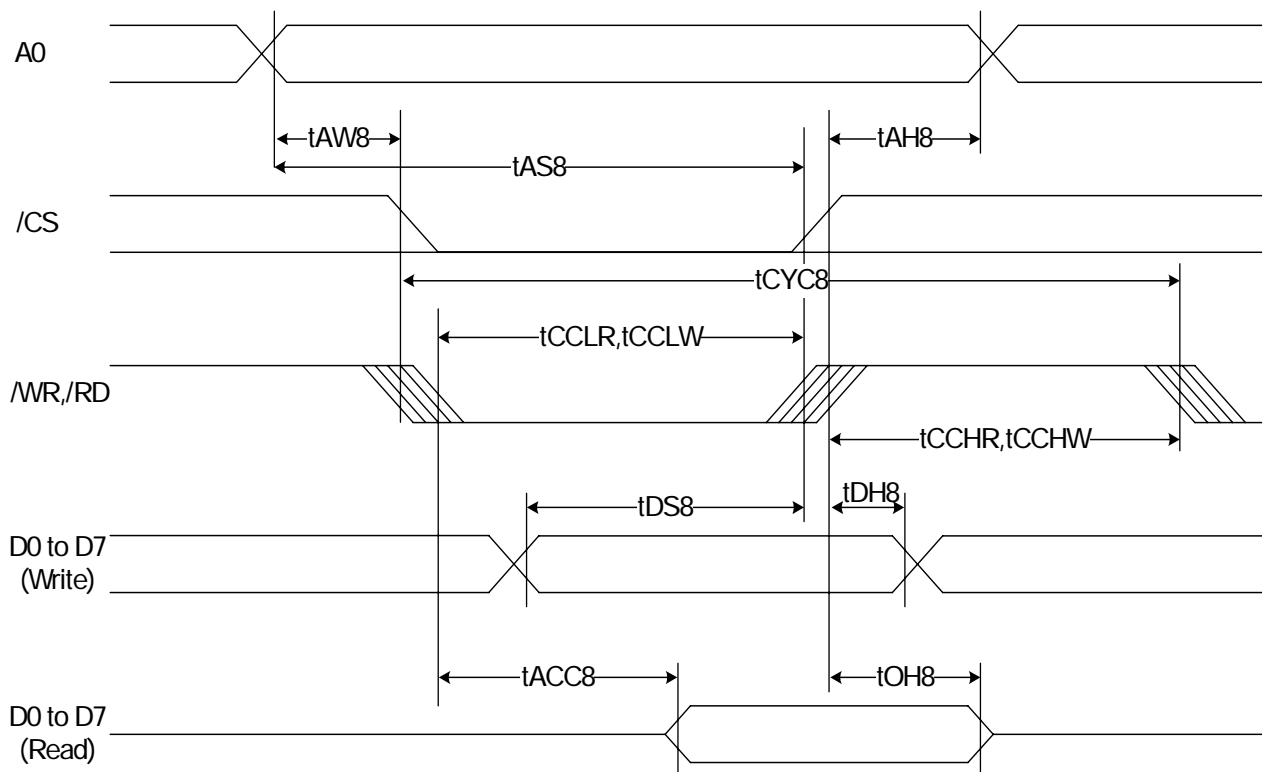 A0
tAW8
tAH8
tAS8
/CS
tCYC8
tCCLR,tCCLW
/WR,/RD
tCCHR,tCCHW
tDS8
tDH8
D0 to D7
(Write)
tACC8
tOH8
D0 to D7
(Read)